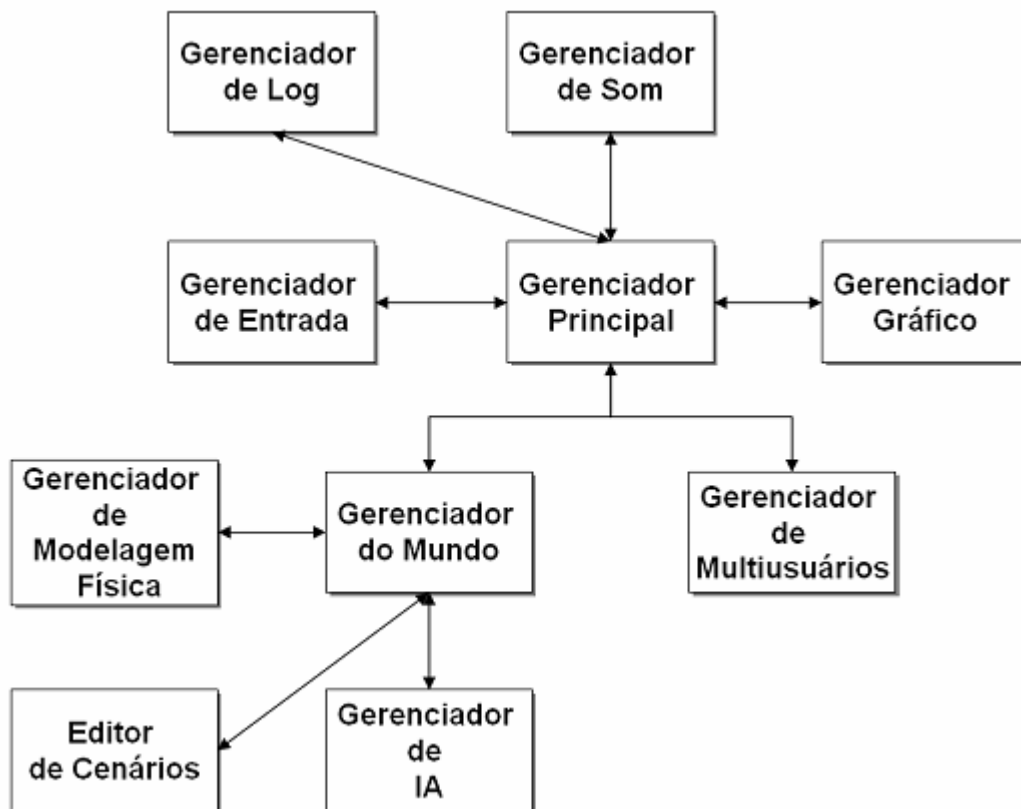 Gerenciador
de Log
Gerenciador
de Som
Gerenciador
de Entrada
Gerenciador
Principal
Gerenciador
Gráfico
Gerenciador
de
Modelagem
Física
Gerenciador
do Mundo
Gerenciador
de
Multiusuários
Editor
de Cenários
Gerenciador
de
IA